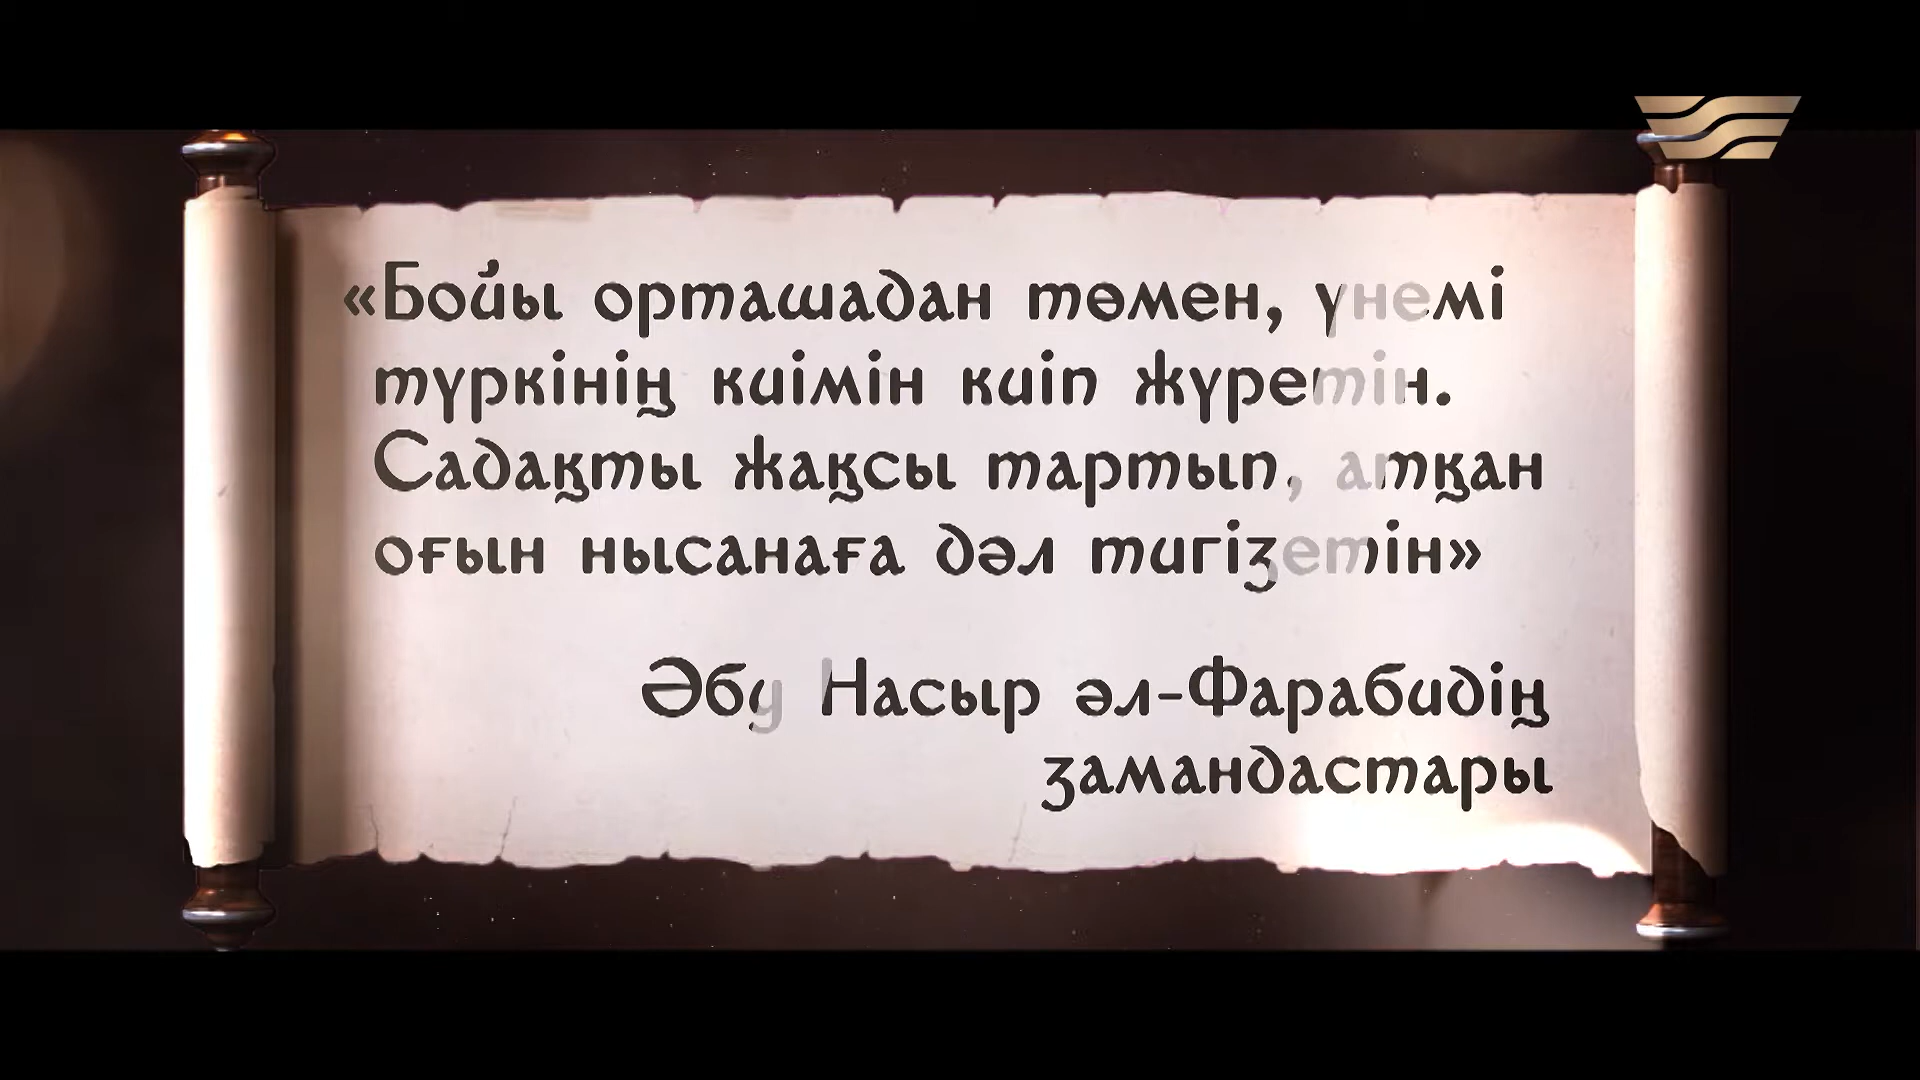 «Бойы орташадан төмен, үнемі
түркінің киімін киіп жүретін.
Садақты жақсы тартып, атқан
оғын нысанаға дәл тигізетін»
Әбу Насыр әл-Фарабидің
замандастары